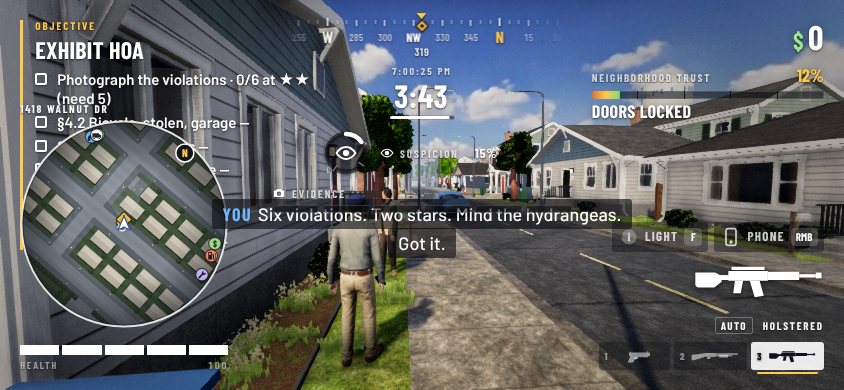 OBJECTIVE
EXHIBIT HOA
Photograph the violations · 0/6 at ★★
(need 5)
1418 WALNUT DR
§4.2 Bicycle, stolen, garage —
N
HEALTH
100
255 W 285 300 NW 330 345 N 15
319
7:00:25 PM
3:43
SUSPICION 15%
EVIDENCE
YOU Six violations. Two stars. Mind the hydrangeas.
Got it.
$0
NEIGHBORHOOD TRUST 12%
DOORS LOCKED
LIGHT F
PHONE RMB
AUTO HOLSTERED
1
2
3